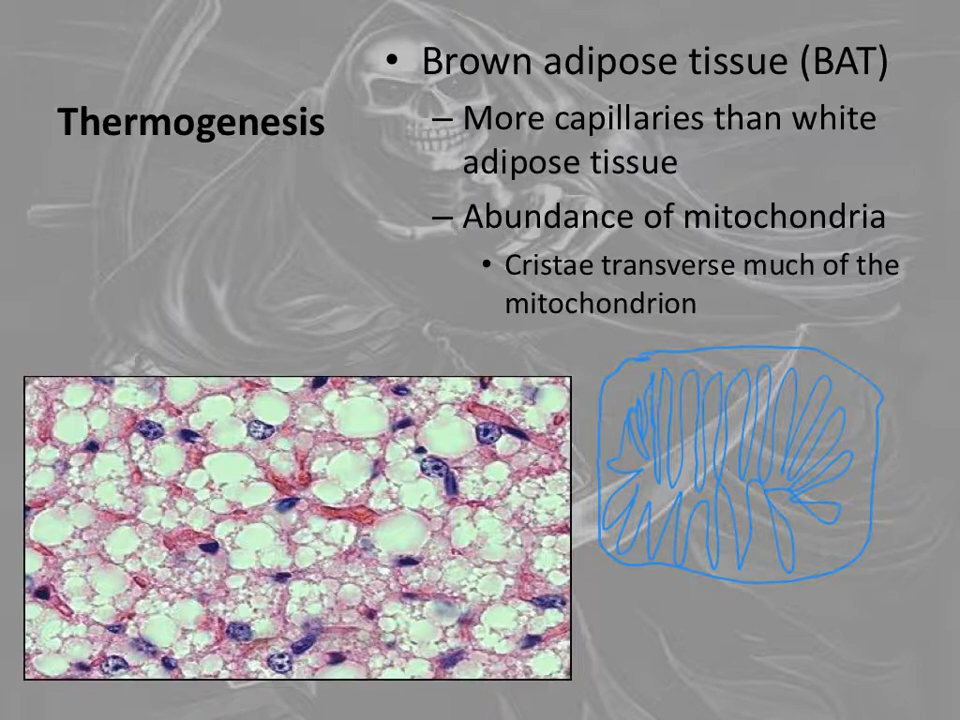 Thermogenesis
• Brown adipose tissue (BAT)
– More capillaries than white
adipose tissue
– Abundance of mitochondria
• Cristae transverse much of the
mitochondrion